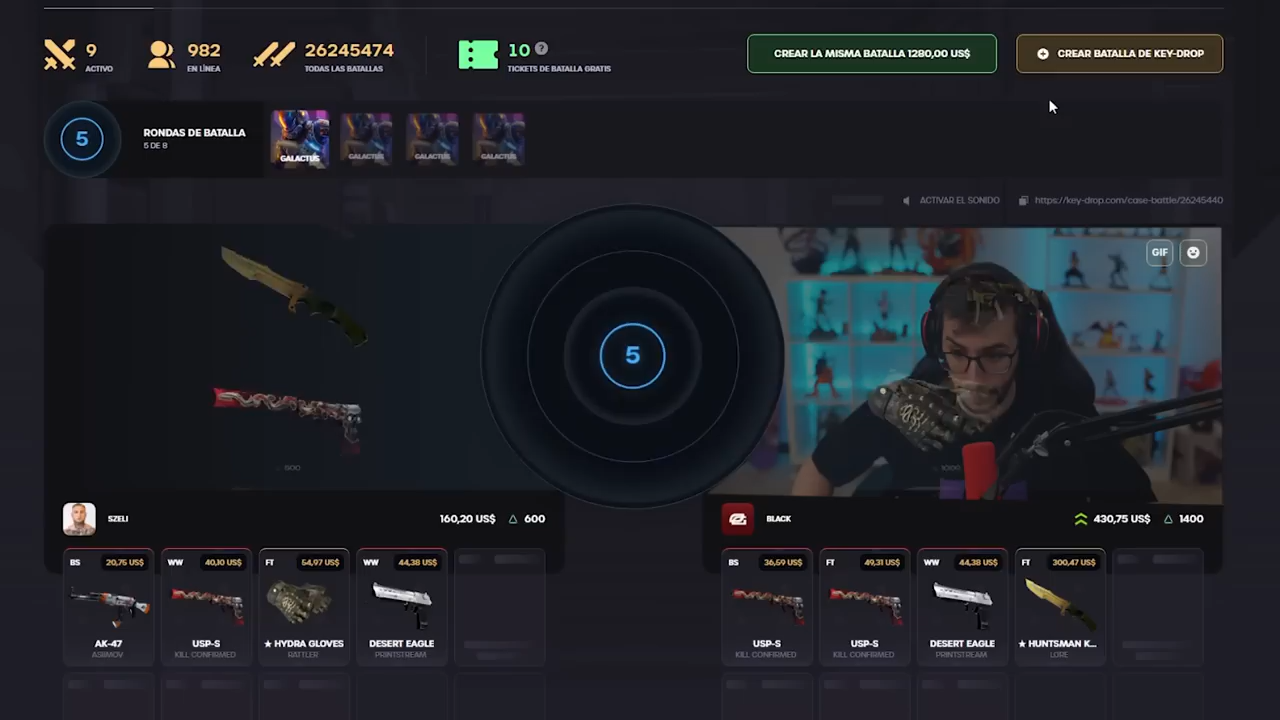 9
ACTIVO
982
EN LÍNEA
26245474
TODAS LAS BATALLAS
10 ?
TICKETS DE BATALLA GRATIS
CREAR LA MISMA BATALLA 1280,00 US$
CREAR BATALLA DE KEY-DROP
5
RONDAS DE BATALLA
5 DE 8
GALACTUS
GALACTUS
GALACTUS
GALACTUS
ACTIVAR EL SONIDO
https://key-drop.com/case-battle/26245440
GIF
5
600
1000
SZELI
160,20 US$
600
BLACK
430,75 US$
1400
BS 20,75 US$
WW 40,10 US$
FT 54,97 US$
WW 44,38 US$
BS 36,59 US$
FT 49,31 US$
WW 44,38 US$
FT 300,47 US$
AK-47
ASIIMOV
USP-S
KILL CONFIRMED
★ HYDRA GLOVES
RATTLER
DESERT EAGLE
PRINTSTREAM
USP-S
KILL CONFIRMED
USP-S
KILL CONFIRMED
DESERT EAGLE
PRINTSTREAM
★ HUNTSMAN K...
LORE